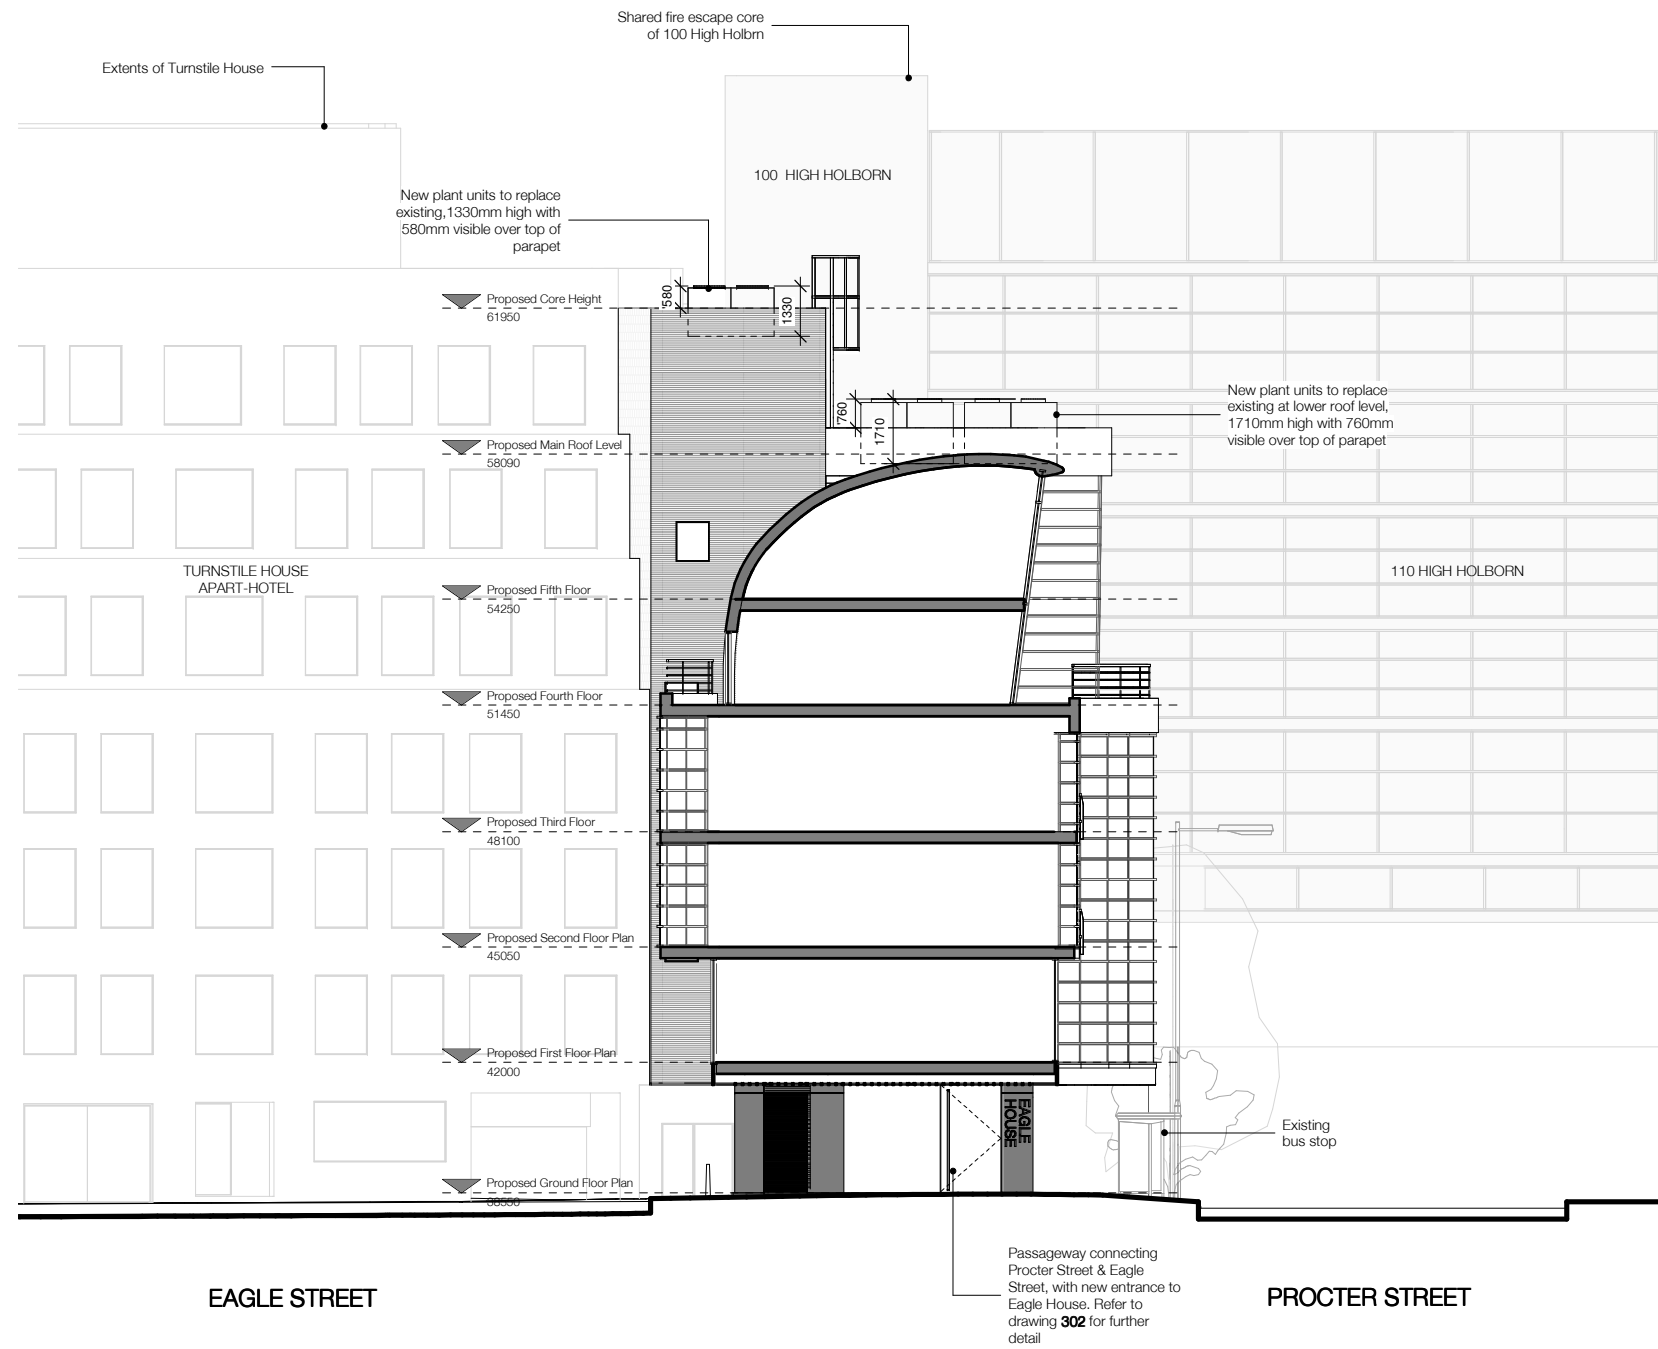 Shared fire escape core
of 100 High Holbrn
Extents of Turnstile House
100 HIGH HOLBORN
New plant units to replace
existing,1330mm high with
580mm visible over top of
parapet
580
1330
Proposed Core Height
61950
New plant units to replace
existing at lower roof level,
1710mm high with 760mm
visible over top of parapet
760
1710
Proposed Main Roof Level
58090
TURNSTILE HOUSE
APART-HOTEL
110 HIGH HOLBORN
Proposed Fifth Floor
54250
Proposed Fourth Floor
51450
Proposed Third Floor
48100
Proposed Second Floor Plan
45050
Proposed First Floor Plan
42000
EAGLE
HOUSE
Existing
bus stop
Proposed Ground Floor Plan
Passageway connecting
Procter Street & Eagle
Street, with new entrance to
Eagle House. Refer to
drawing 302 for further
detail
EAGLE STREET
PROCTER STREET